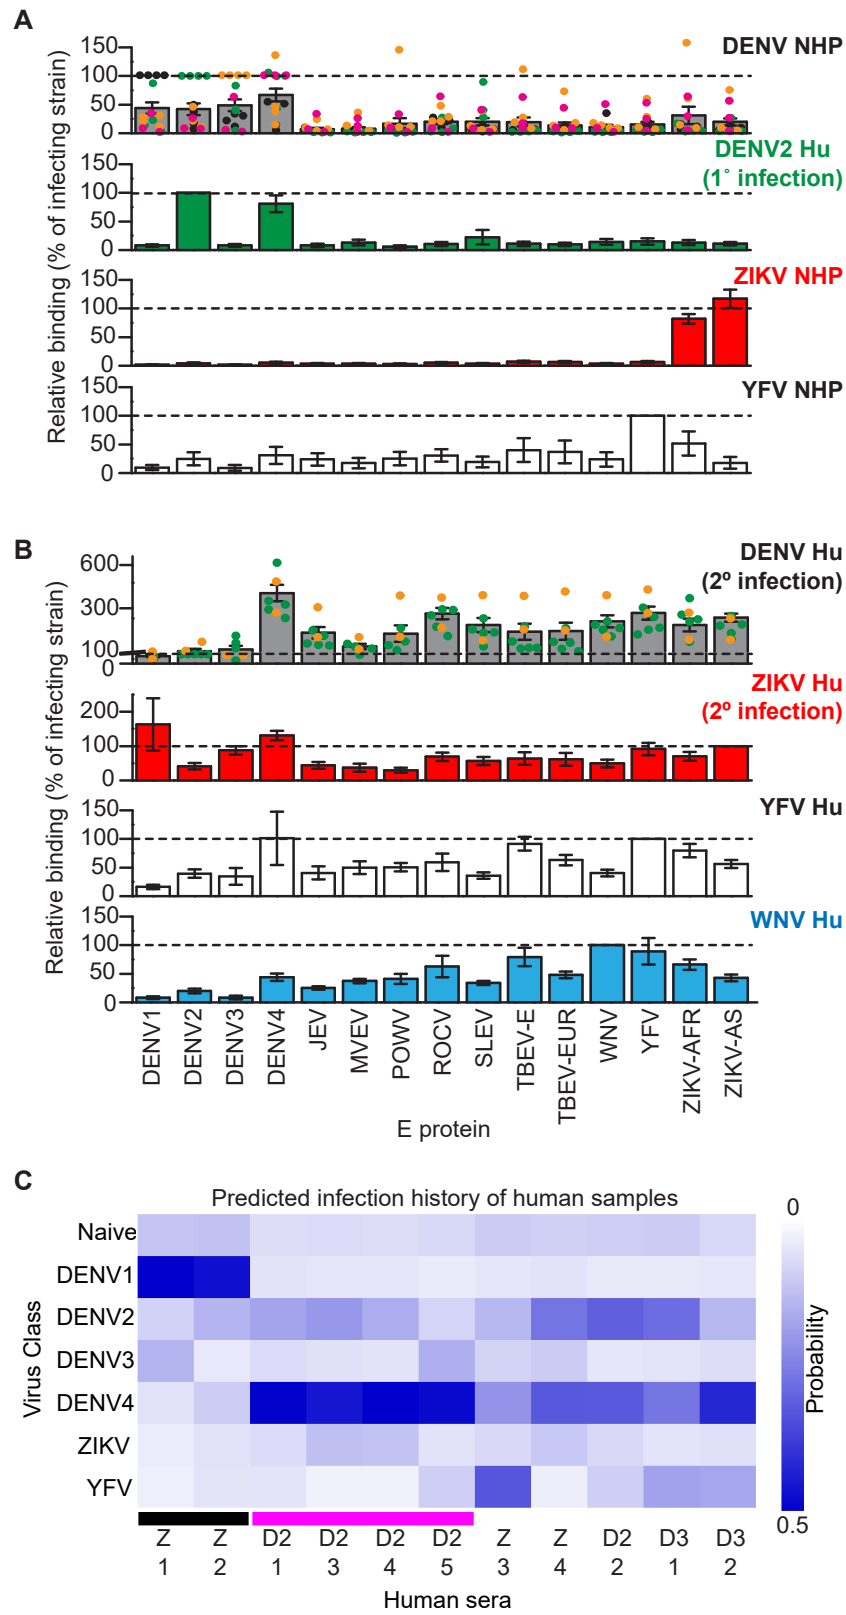 A
Relative binding (% of infecting strain)
DENV NHP
150
100
50
0
DENV2 Hu
(1˚ infection)
150
100
50
0
ZIKV NHP
150
100
50
0
YFV NHP
150
100
50
0
B
Relative binding (% of infecting strain)
DENV Hu
(2º infection)
600
300
100
0
ZIKV Hu
(2º infection)
200
100
0
YFV Hu
150
100
50
0
WNV Hu
150
100
50
0
DENV1 DENV2 DENV3 DENV4 JEV MVEV POWV ROCV SLEV TBEV-E TBEV-EUR WNV YFV ZIKV-AFR ZIKV-AS
E protein
C
Predicted infection history of human samples
Virus Class
Naive
DENV1
DENV2
DENV3
DENV4
ZIKV
YFV
Z Z D2 D2 D2 D2 Z Z D2 D3 D3
1 2 1 3 4 5 3 4 2 1 2
Human sera
0
Probability
0.5